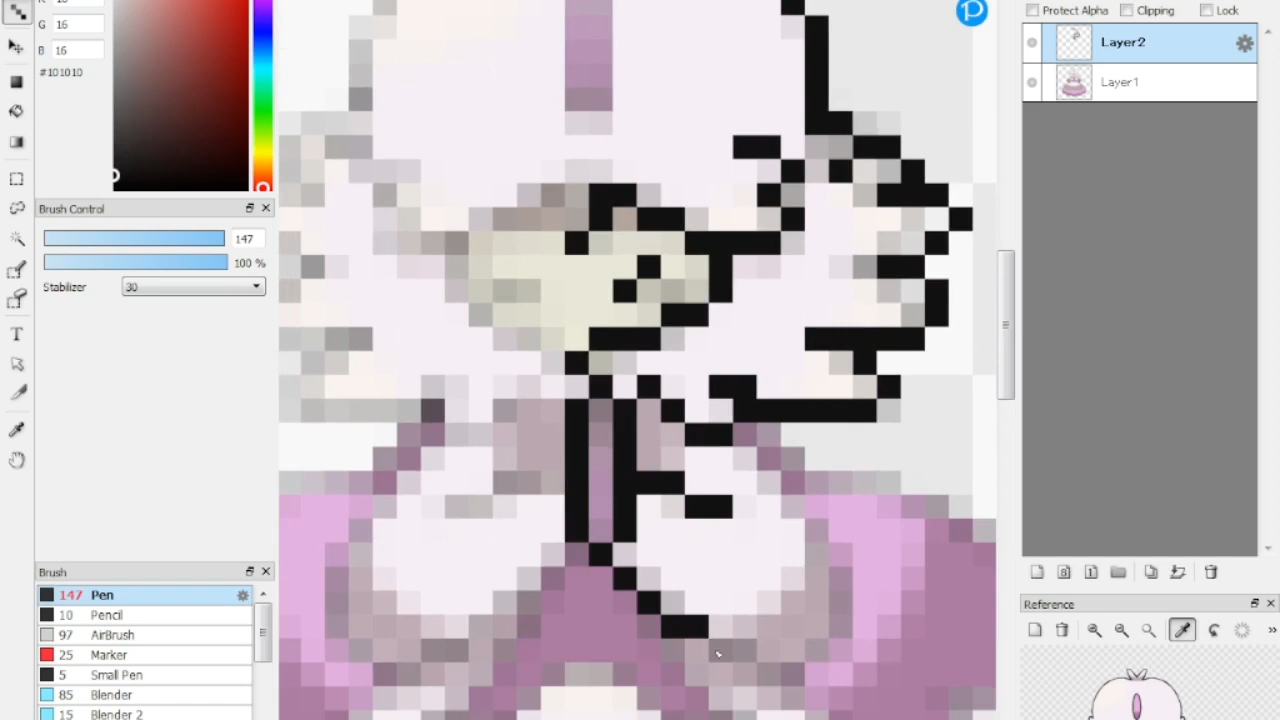 Protect Alpha Clipping Lock
G 16
B 16
#101010
Layer2
Layer1
Brush Control
147
100 %
Stabilizer 30
T
Brush
147 Pen
10 Pencil
97 AirBrush
25 Marker
5 Small Pen
85 Blender
15 Blender 2
Reference